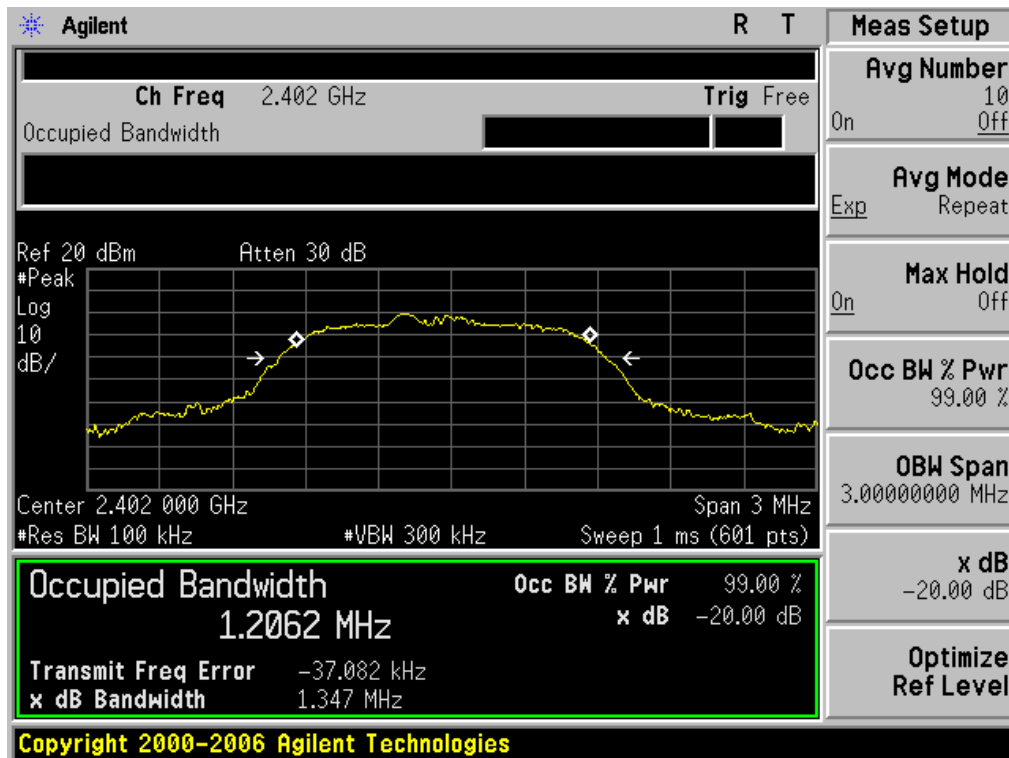 Agilent R T
Ch Freq 2.402 GHz Trig Free
Occupied Bandwidth
Ref 20 dBm Atten 30 dB
#Peak
Log
10
dB/
Center 2.402 000 GHz Span 3 MHz
#Res BW 100 kHz #VBW 300 kHz Sweep 1 ms (601 pts)
Occupied Bandwidth Occ BW % Pwr 99.00 %
1.2062 MHz x dB -20.00 dB
Transmit Freq Error -37.082 kHz
x dB Bandwidth 1.347 MHz
Copyright 2000-2006 Agilent Technologies
Meas Setup
Avg Number
10
On Off
Avg Mode
Exp Repeat
Max Hold
On Off
Occ BW % Pwr
99.00 %
OBW Span
3.00000000 MHz
x dB
-20.00 dB
Optimize
Ref Level